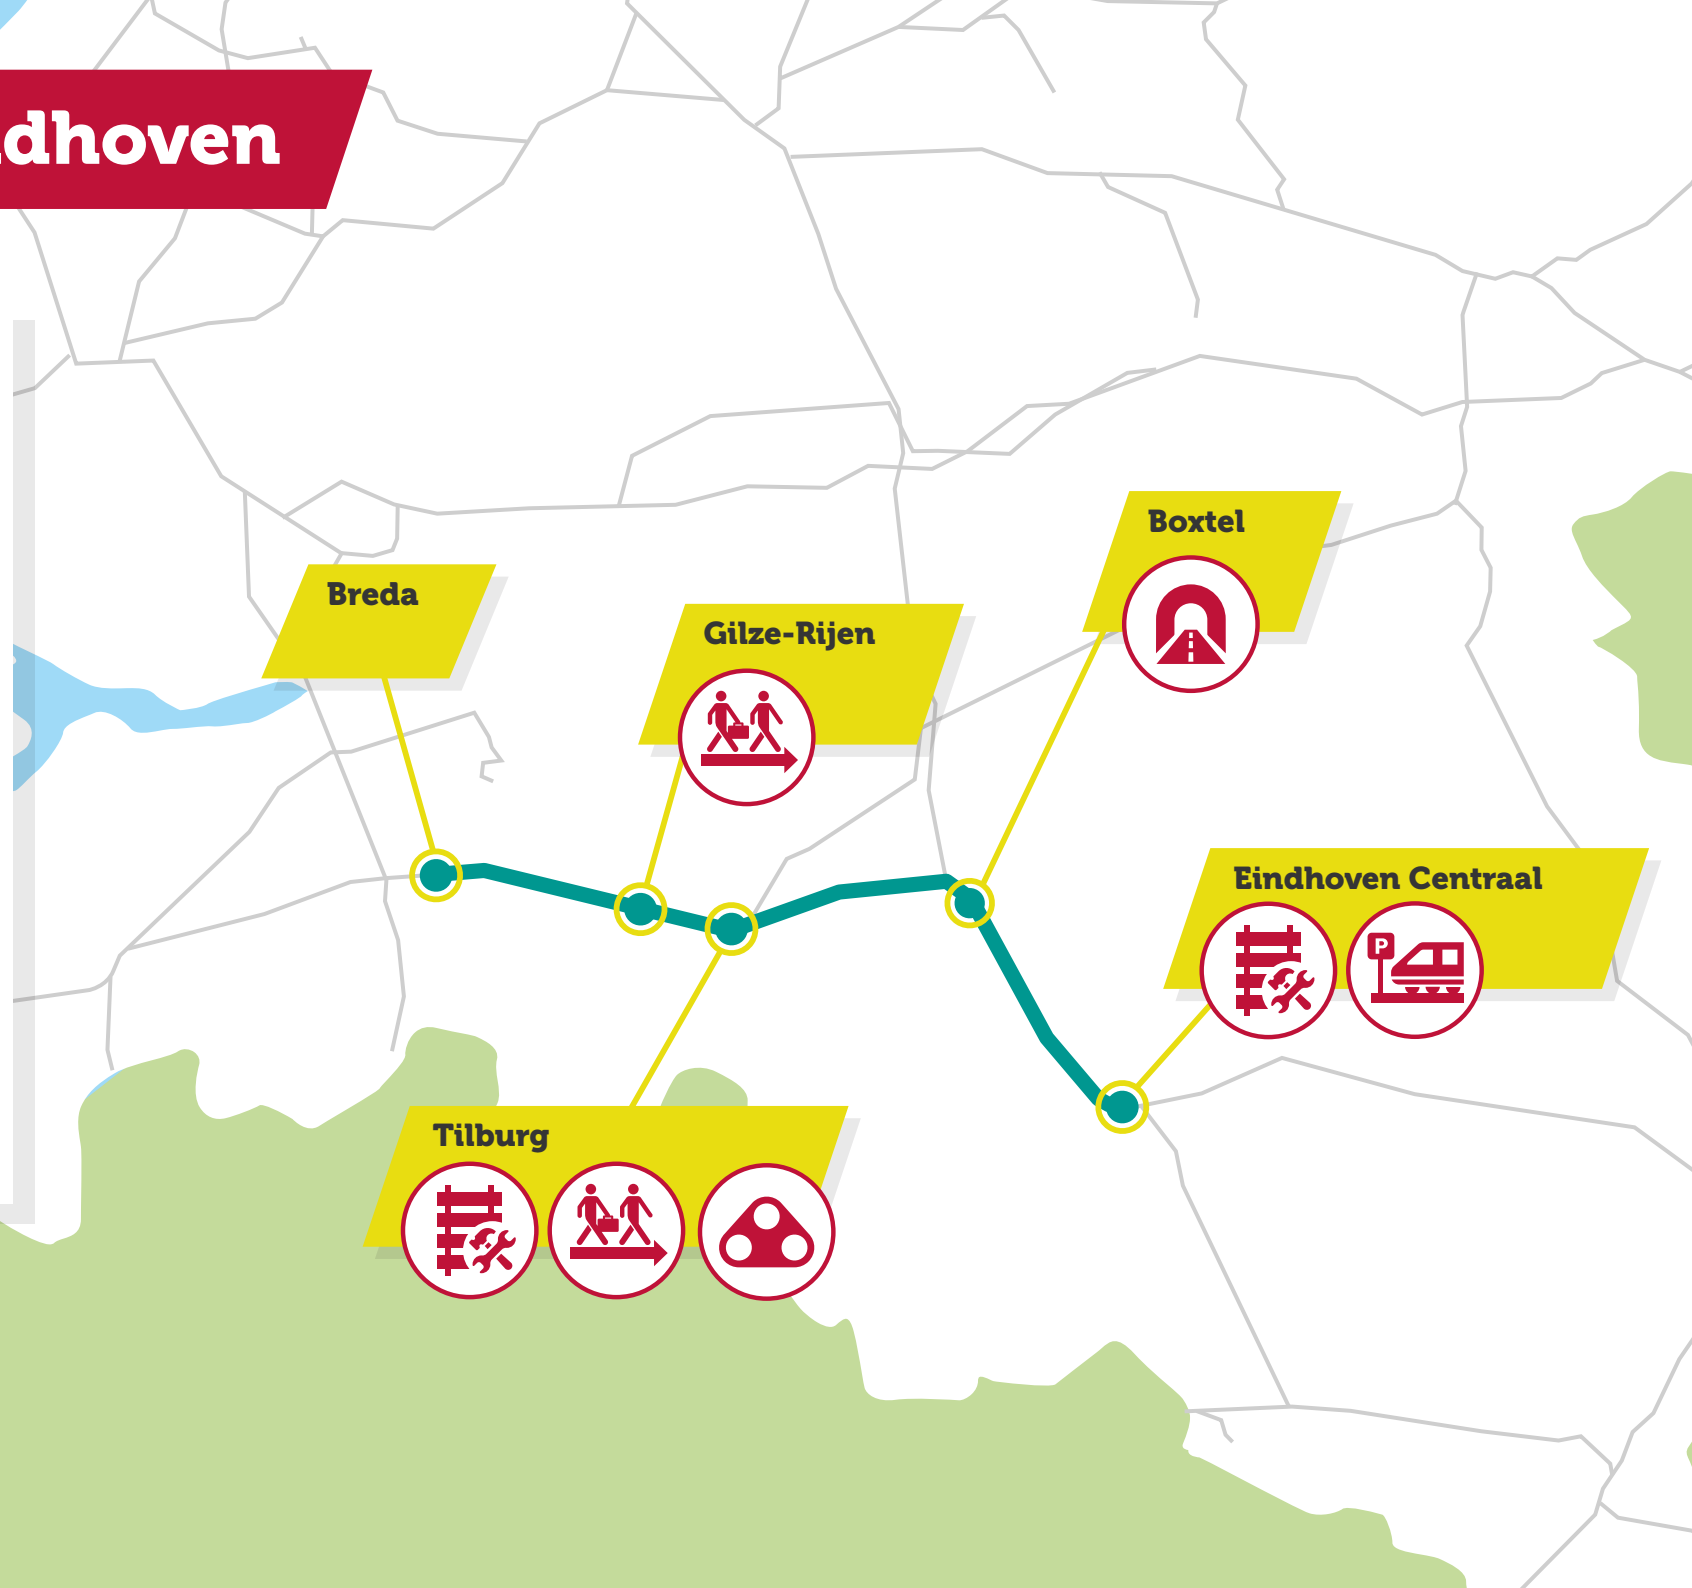 dhoven
Boxtel
Breda
Gilze-Rijen
Eindhoven Centraal
P
Tilburg